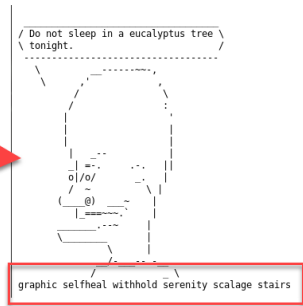 Do not sleep in a eucalyptus tree
tonight.
graphic selfheal withhold serenity scalage stairs